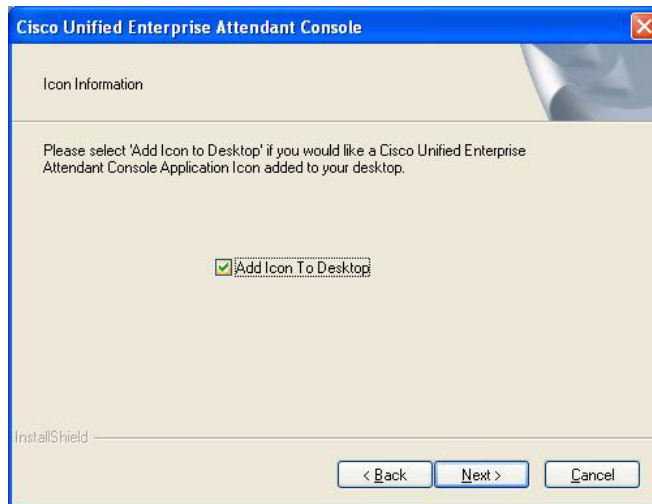 Cisco Unified Enterprise Attendant Console
Icon Information
Please select 'Add Icon to Desktop' if you would like a Cisco Unified Enterprise
Attendant Console Application Icon added to your desktop.
Add Icon To Desktop
InstallShield
< Back Next > Cancel